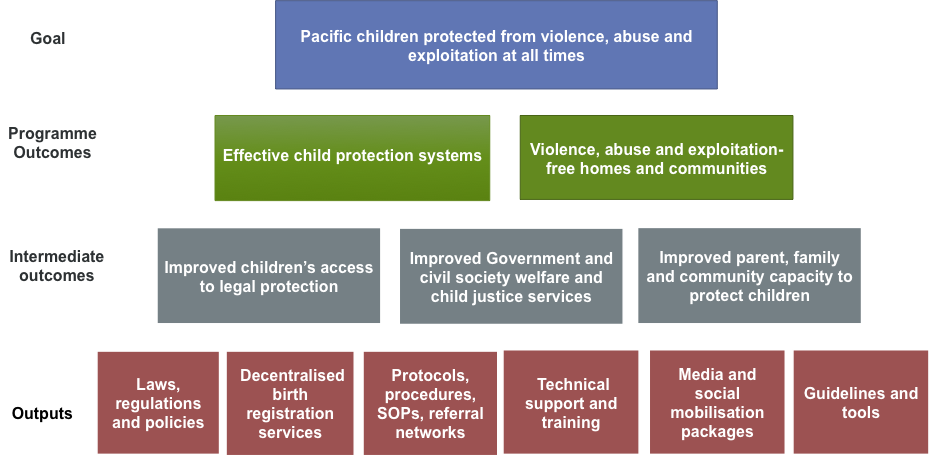 Goal
Pacific children protected from violence, abuse and
exploitation at all times
Programme
Outcomes
Effective child protection systems
Violence, abuse and exploitation-
free homes and communities
Intermediate
outcomes
Improved children’s access
to legal protection
Improved Government and
civil society welfare and
child justice services
Improved parent, family
and community capacity to
protect children
Outputs
Laws,
regulations
and policies
Decentralised
birth
registration
services
Protocols,
procedures,
SOPs, referral
networks
Technical
support and
training
Media and
social
mobilisation
packages
Guidelines and
tools